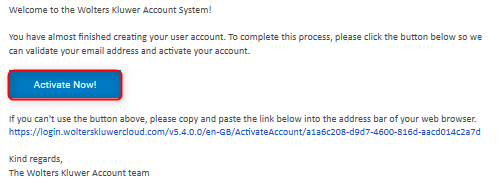 Welcome to the Wolters Kluwer Account System!
You have almost finished creating your user account. To complete this process, please click the button below so we
can validate your email address and activate your account.
Activate Now!
If you can't use the button above, please copy and paste the link below into the address bar of your web browser.
https://login.wolterskluwercloud.com/v5.4.0.0/en-GB/ActivateAccount/a1a6c208-d9d7-4600-816d-aacd014c2a7d
Kind regards,
The Wolters Kluwer Account team